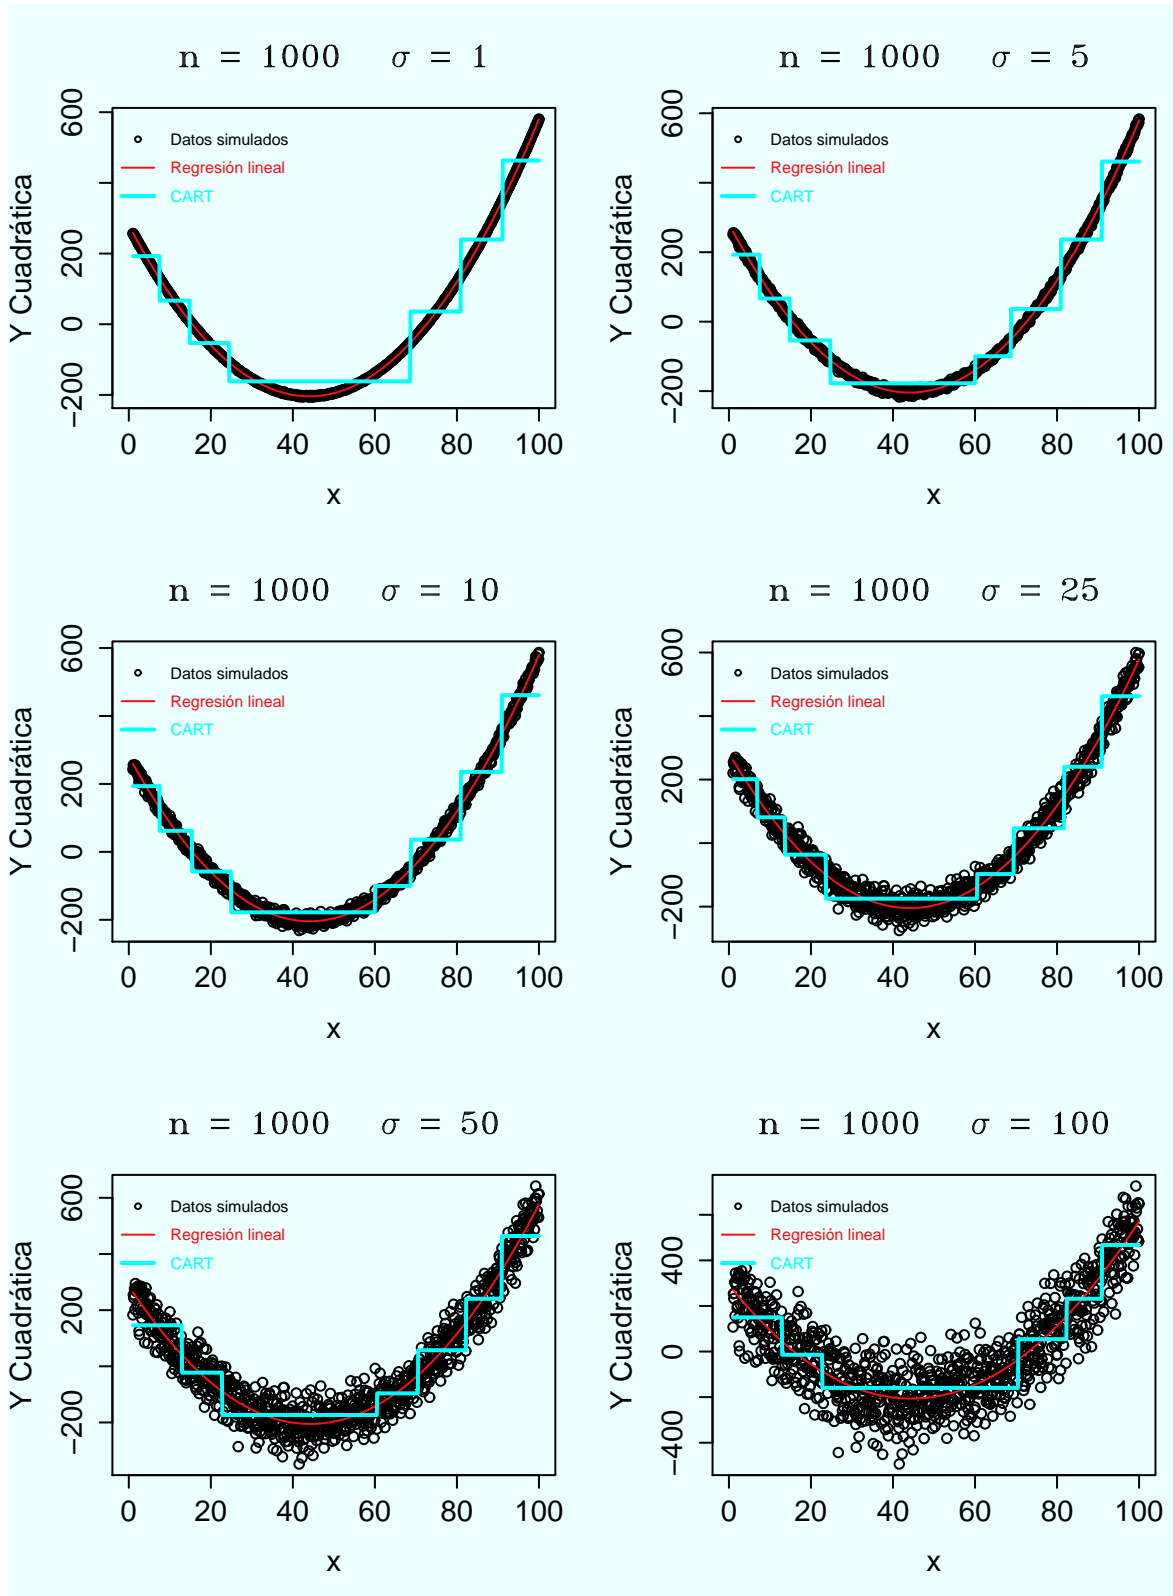 n = 1000 σ = 1
600
200
0
−200
Y Cuadrática
Datos simulados
Regresión lineal
CART
0 20 40 60 80 100
x
n = 1000 σ = 5
600
200
0
−200
Y Cuadrática
Datos simulados
Regresión lineal
CART
0 20 40 60 80 100
x
n = 1000 σ = 10
600
200
0
−200
Y Cuadrática
Datos simulados
Regresión lineal
CART
0 20 40 60 80 100
x
n = 1000 σ = 25
600
200
−200
Y Cuadrática
Datos simulados
Regresión lineal
CART
0 20 40 60 80 100
x
n = 1000 σ = 50
600
200
−200
Y Cuadrática
Datos simulados
Regresión lineal
CART
0 20 40 60 80 100
x
n = 1000 σ = 100
400
0
−400
Y Cuadrática
Datos simulados
Regresión lineal
CART
0 20 40 60 80 100
x